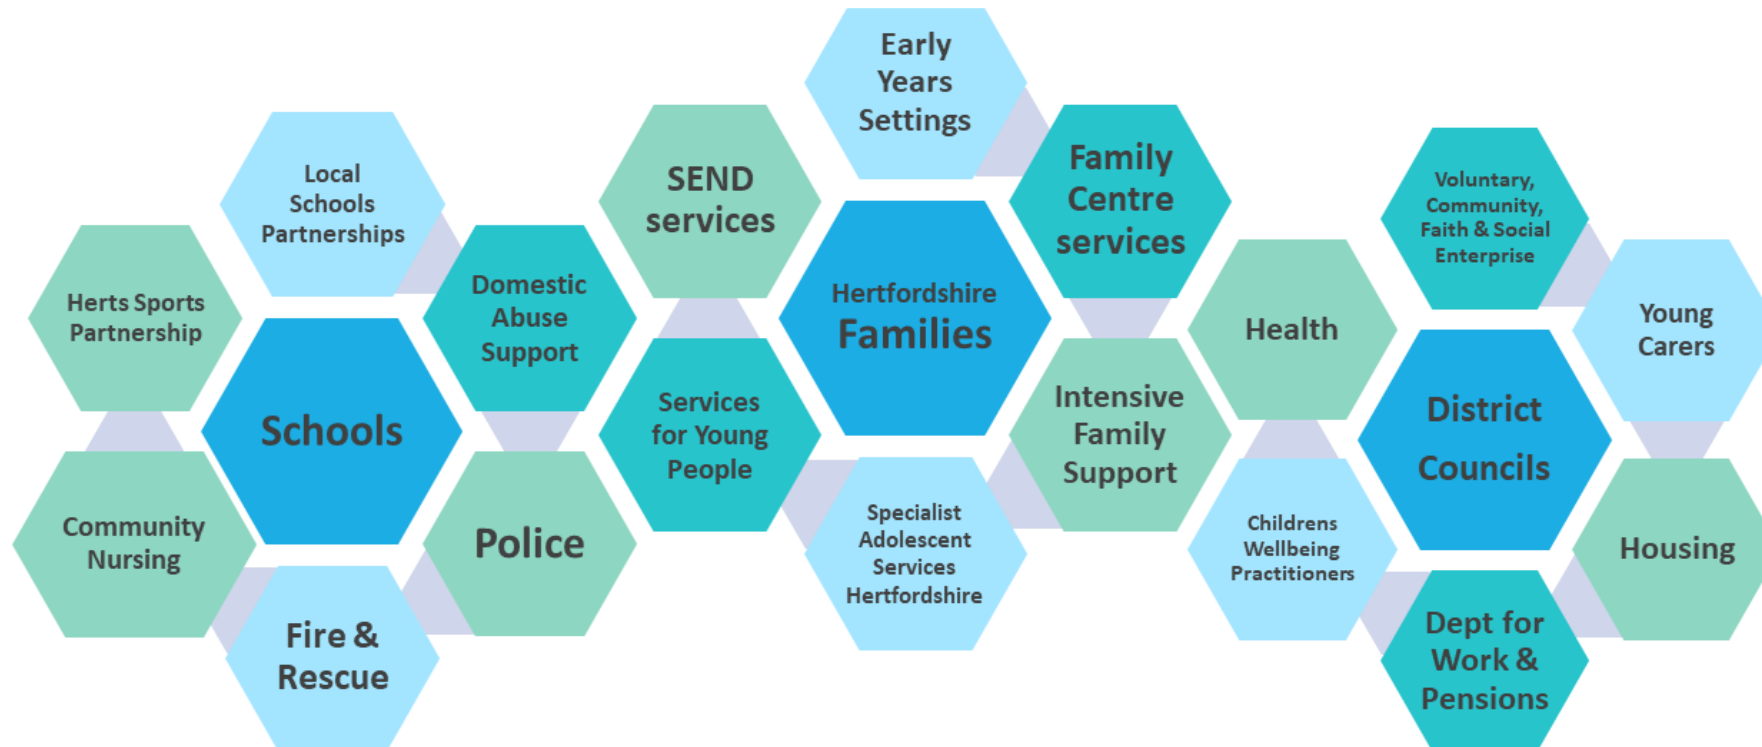 Early
Years
Settings
Local
Schools
Partnerships
SEND
services
Family
Centre
services
Voluntary,
Community,
Faith & Social
Enterprise
Herts Sports
Partnership
Domestic
Abuse
Support
Hertfordshire
Families
Health
Young
Carers
Schools
Services
for Young
People
Intensive
Family
Support
District
Councils
Community
Nursing
Police
Specialist
Adolescent
Services
Hertfordshire
Childrens
Wellbeing
Practitioners
Housing
Fire &
Rescue
Dept for
Work &
Pensions